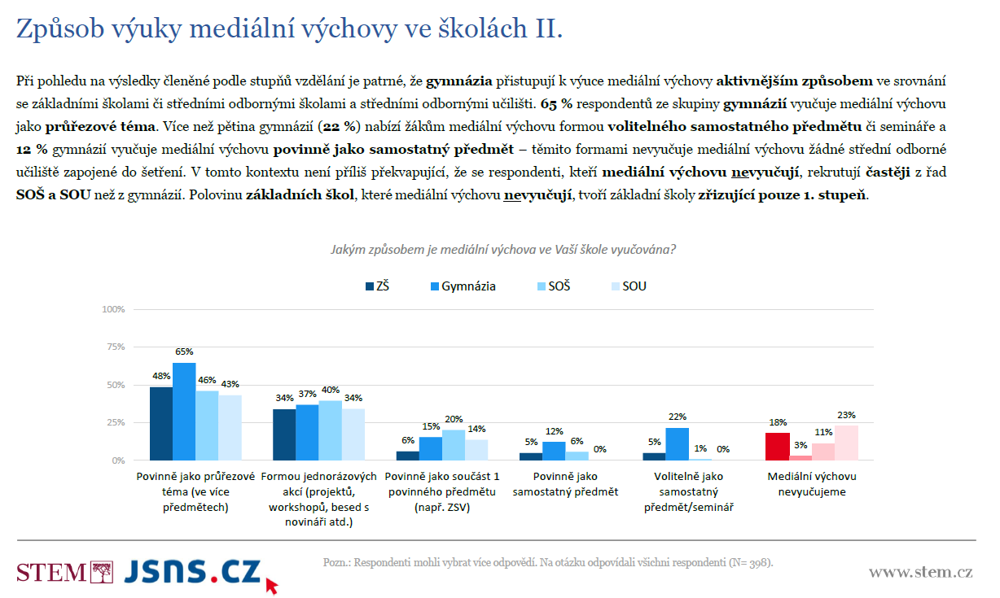 Způsob výuky mediální výchovy ve školách II.
Při pohledu na výsledky členěné podle stupňů vzdělání je patrné, že gymnázia přistupují k výuce mediální výchovy aktivnějším způsobem ve srovnání
se základními školami či středními odbornými školami a středními odbornými učilišti. 65 % respondentů ze skupiny gymnázií vyučuje mediální výchovu
jako průřezové téma. Více než pětina gymnázií (22 %) nabízí žákům mediální výchovu formou volitelného samostatného předmětu či semináře a
12 % gymnázií vyučuje mediální výchovu povinně jako samostatný předmět – těmito formami nevyučuje mediální výchovu žádné střední odborné
učiliště zapojené do šetření. V tomto kontextu není příliš překvapující, že se respondenti, kteří mediální výchovu nevyučují, rekrutují častěji z řad
SOŠ a SOU než z gymnázií. Polovinu základních škol, které mediální výchovu nevyučují, tvoří základní školy zřizující pouze 1. stupeň.
Jakým způsobem je mediální výchova ve Vaší škole vyučována?
ZŠ Gymnázia SOŠ SOU
100%
75%
50%
25%
0%
48% 65% 46% 43%
34% 37% 40% 34%
6% 15% 20% 14%
5% 12% 6% 0%
5% 22% 1% 0%
18% 3% 11% 23%
Povinně jako průřezové
téma (ve více
předmětech)
Formou jednorázových
akcí (projektů,
workshopů, besed s
novináři atd.)
Povinně jako součást 1
povinného předmětu
(např. ZSV)
Povinně jako
samostatný předmět
Volitelně jako
samostatný
předmět/seminář
Mediální výchovu
nevyučujeme
STEM
JSNS.CZ
Pozn.: Respondenti mohli vybrat více odpovědí. Na otázku odpovídali všichni respondenti (N= 398).
www.stem.cz